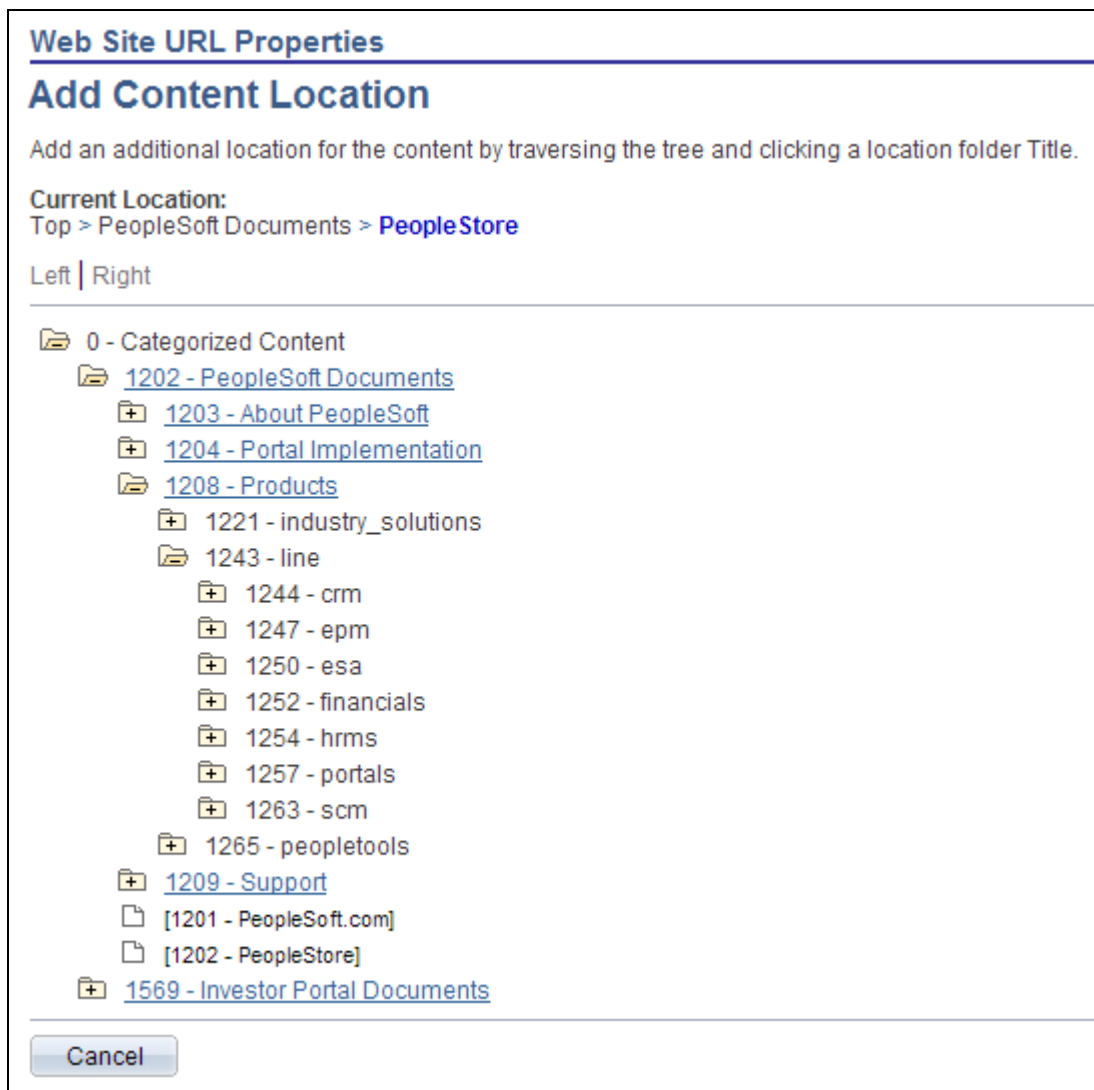 Web Site URL Properties
Add Content Location
Add an additional location for the content by traversing the tree and clicking a location folder Title.
Current Location:
Top > PeopleSoft Documents > PeopleStore
Left | Right
0 - Categorized Content
1202 - PeopleSoft Documents
1203 - About PeopleSoft
1204 - Portal Implementation
1208 - Products
1221 - industry_solutions
1243 - line
1244 - crm
1247 - epm
1250 - esa
1252 - financials
1254 - hrms
1257 - portals
1263 - scm
1265 - peopletools
1209 - Support
[1201 - PeopleSoft.com]
[1202 - PeopleStore]
1569 - Investor Portal Documents
Cancel